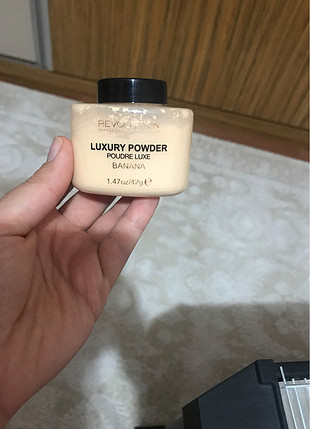 REVOLUTION
LUXURY POWDER
POUDRE LUXE
BANANA
1.47oz/42g℮